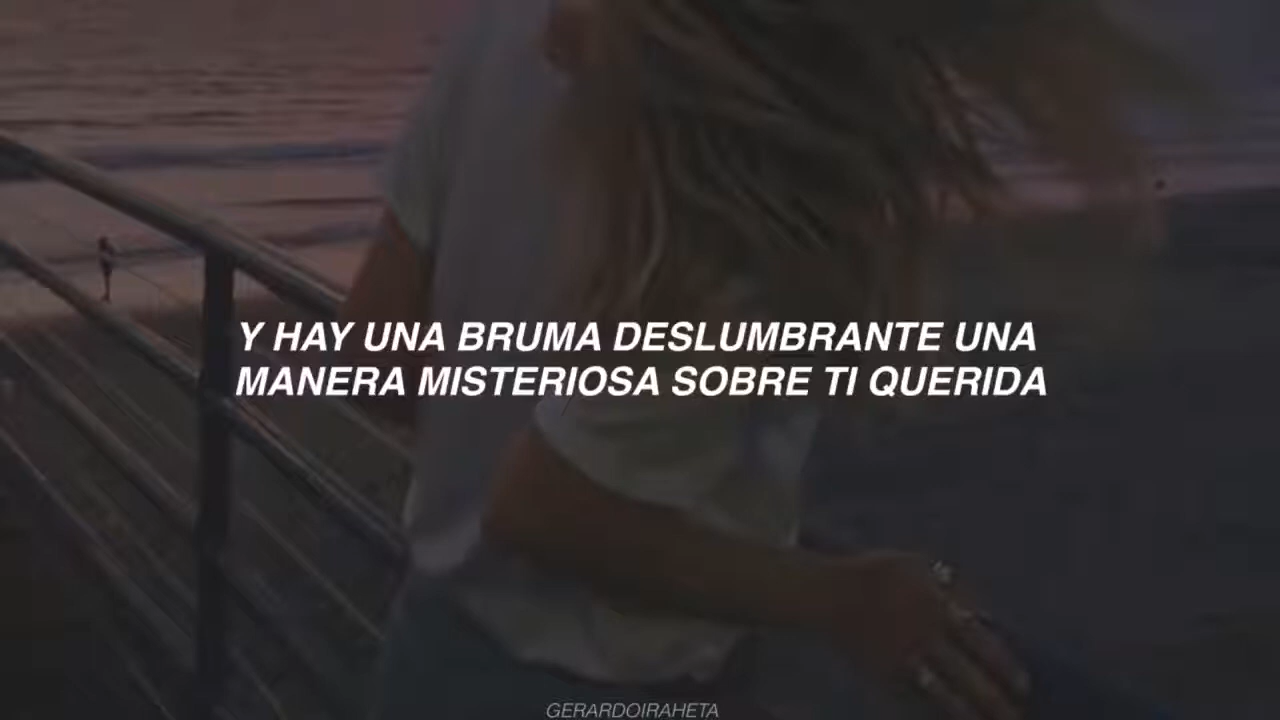 Y HAY UNA BRUMA DESLUMBRANTE UNA
MANERA MISTERIOSA SOBRE TI QUERIDA
GERARDOIRAHETA